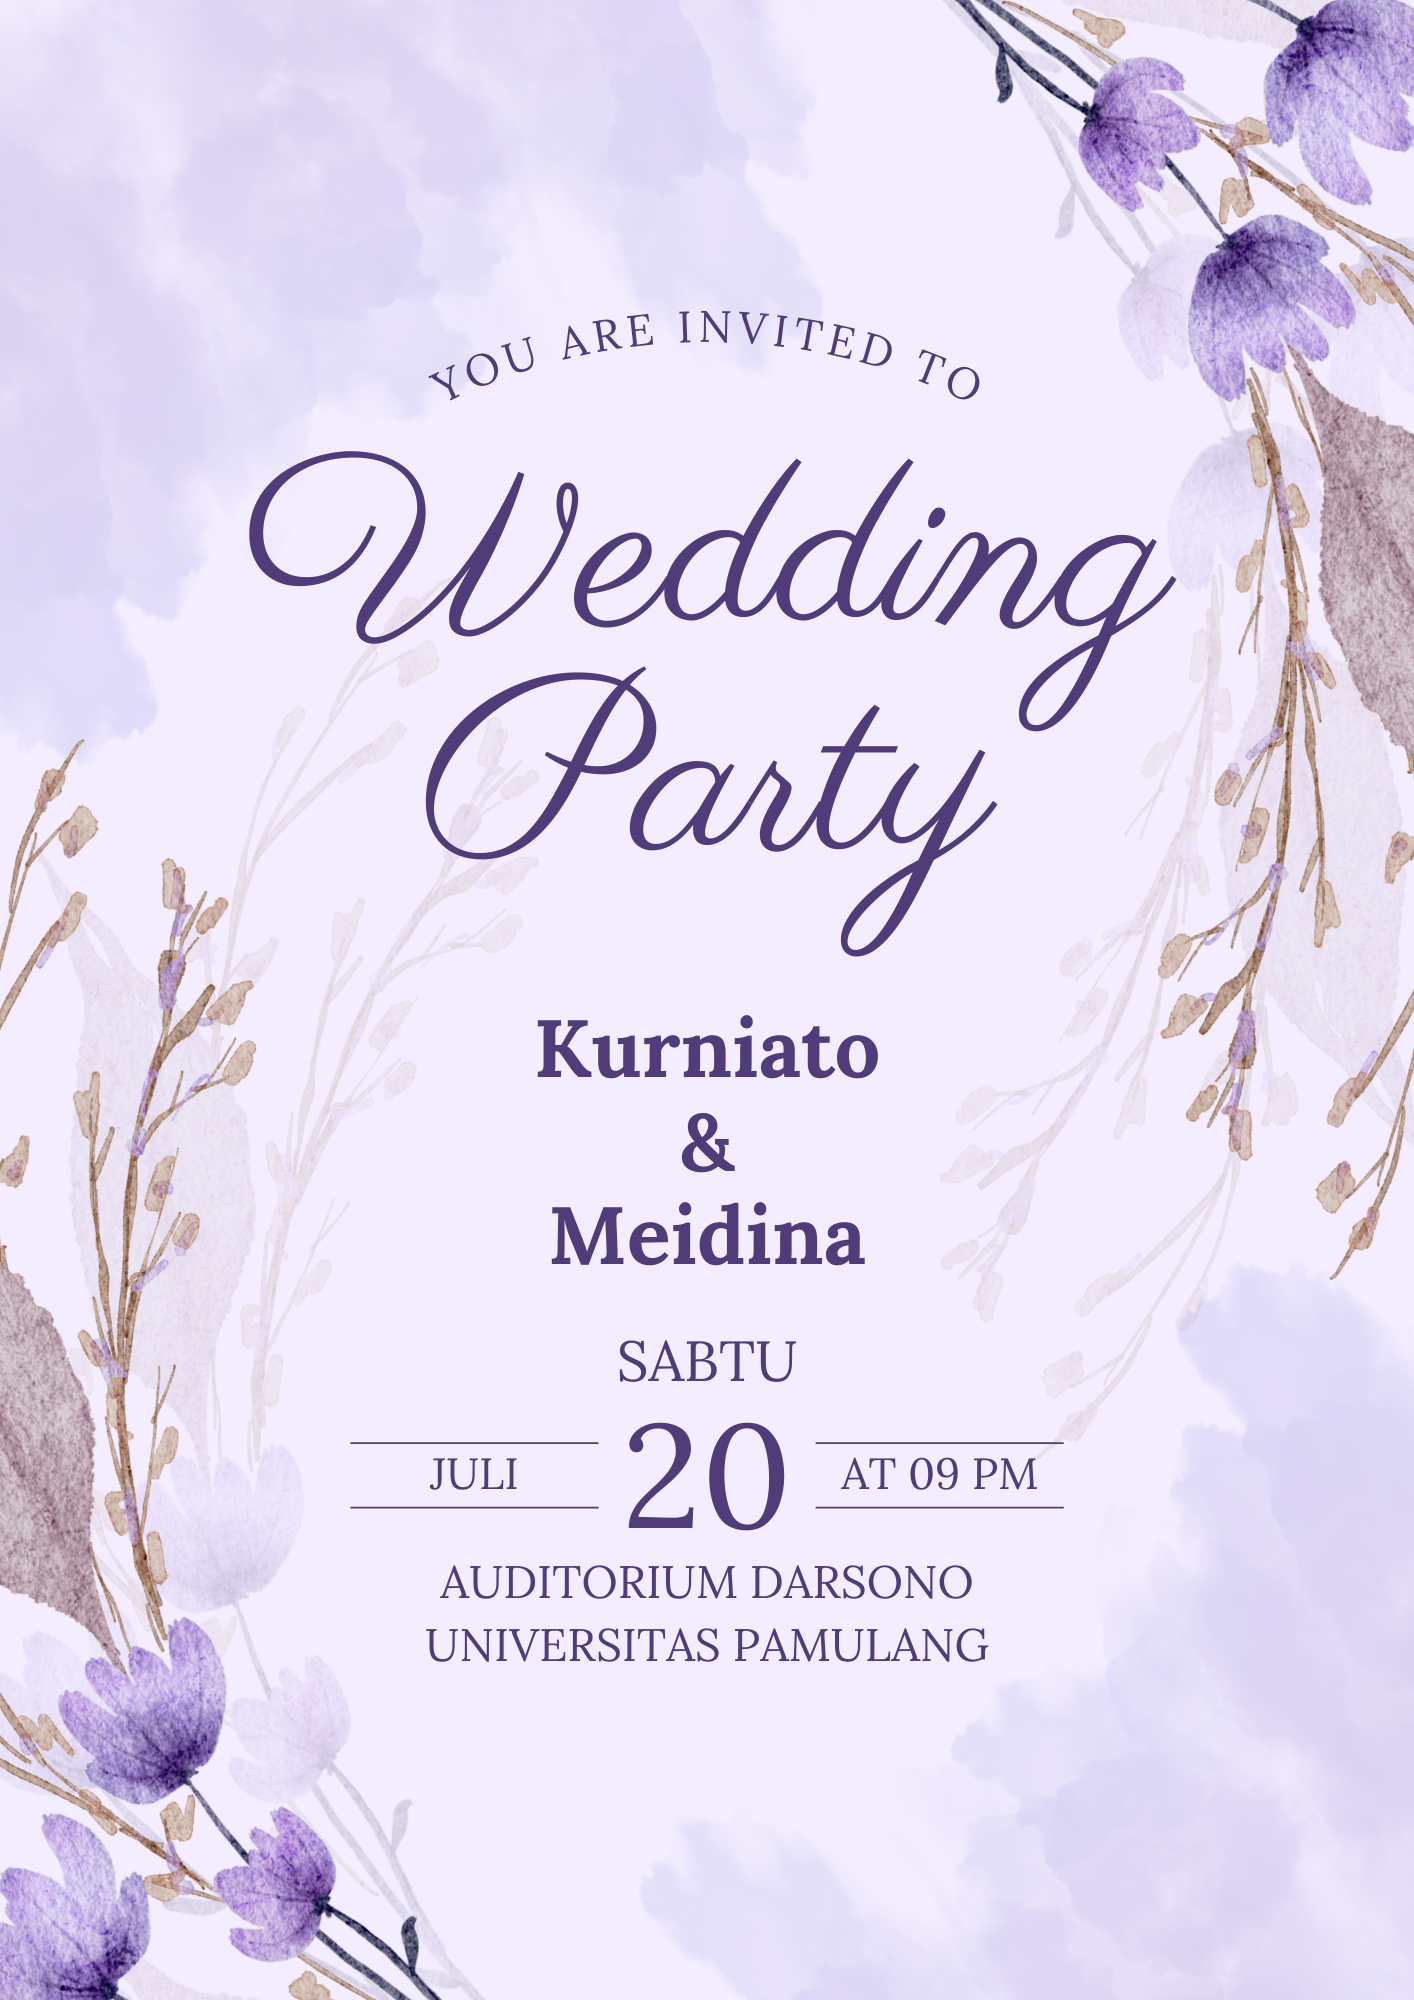 YOU ARE INVITED TO
Wedding
Party
Kurniato
&
Meidina
SABTU
JULI 20 AT 09 PM
AUDITORIUM DARSONO
UNIVERSITAS PAMULANG